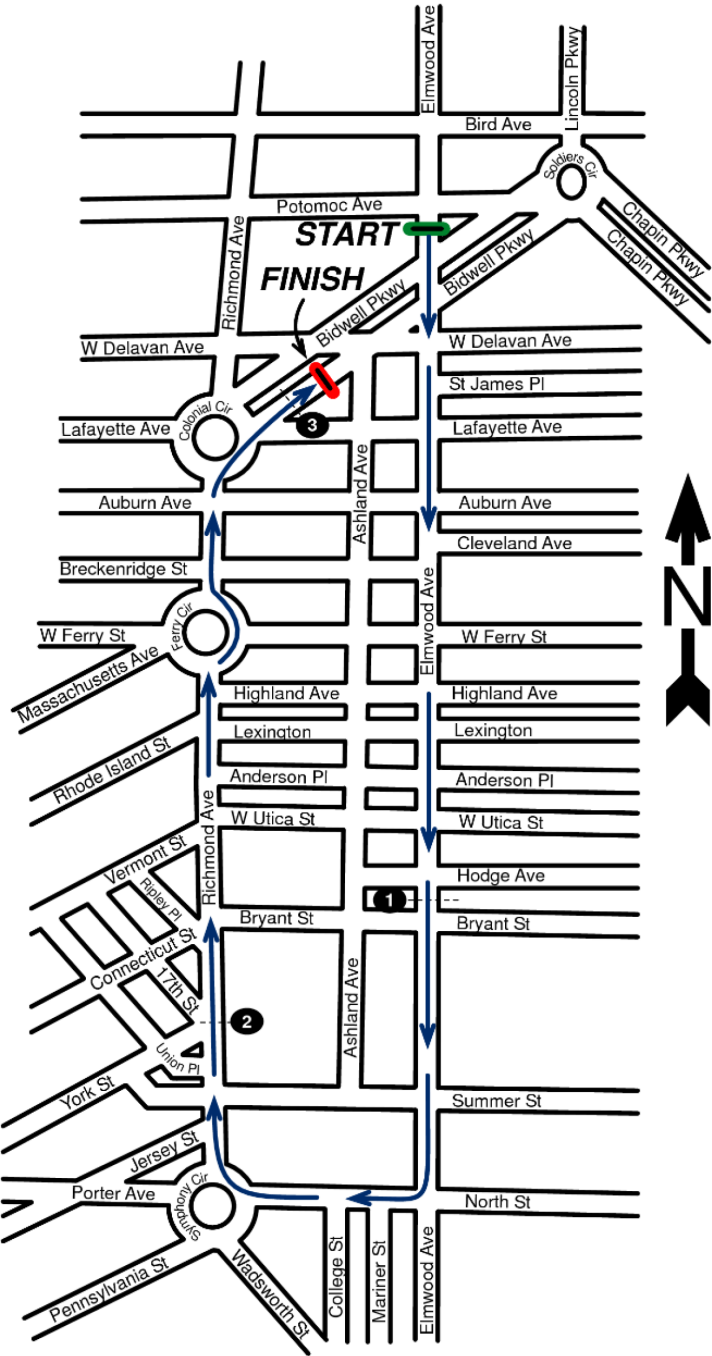 Elmwood Ave
Lincoln Pkwy
Bird Ave
Soldiers Cir
Potomoc Ave
Chapin Pkwy
Chapin Pkwy
START
Richmond Ave
FINISH
Bidwell Pkwy
Bidwell Pkwy
W Delavan Ave
W Delavan Ave
St James Pl
Colonial Cir
3
Lafayette Ave
Lafayette Ave
Ashland Ave
Auburn Ave
Auburn Ave
Cleveland Ave
Breckenridge St
Elmwood Ave
N
Ferry Cir
W Ferry St
W Ferry St
Massachusetts Ave
Highland Ave
Highland Ave
Lexington
Lexington
Rhode Island St
Anderson Pl
Anderson Pl
Richmond Ave
W Utica St
W Utica St
Vermont St
Hodge Ave
Ripley Pl
1
Bryant St
Bryant St
Connecticut St
17th St
Ashland Ave
2
Union Pl
York St
Summer St
Jersey St
Porter Ave
Symphony Cir
North St
College St
Mariner St
Elmwood Ave
Pennsylvania St
Wadsworth St